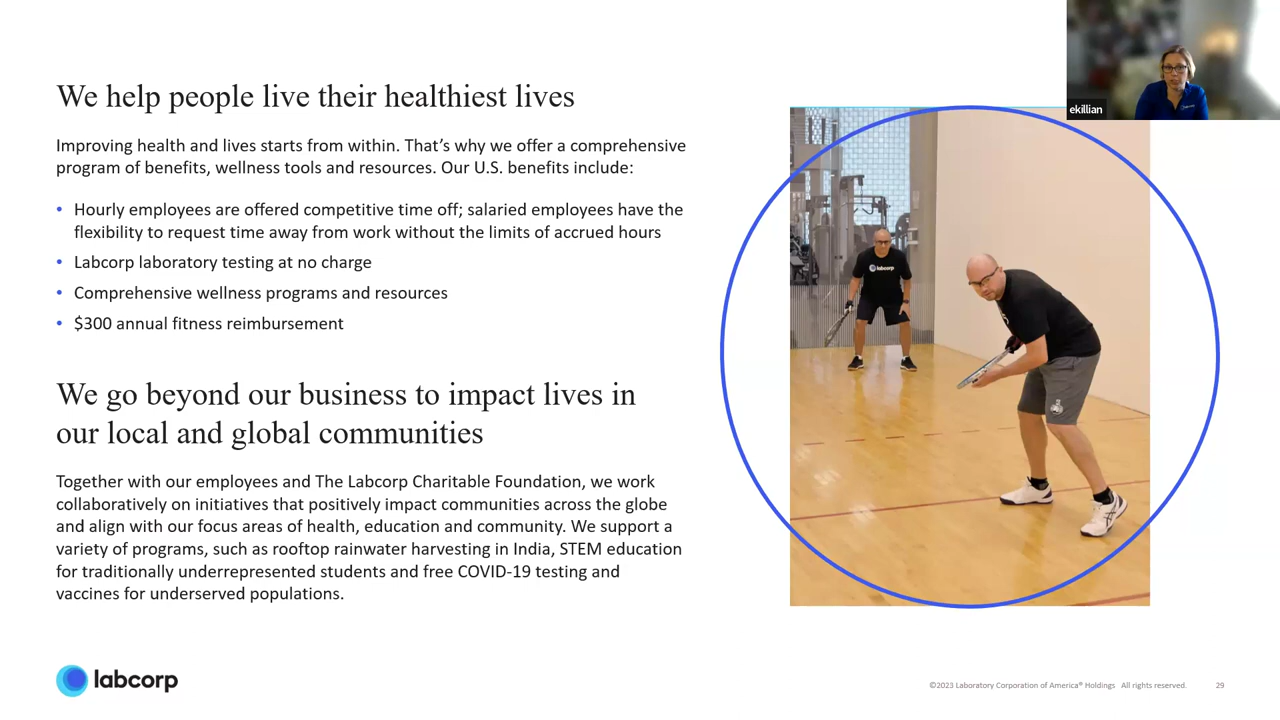 We help people live their healthiest lives
Improving health and lives starts from within. That's why we offer a comprehensive
program of benefits, wellness tools and resources. Our U.S. benefits include:
• Hourly employees are offered competitive time off; salaried employees have the
flexibility to request time away from work without the limits of accrued hours
• Labcorp laboratory testing at no charge
• Comprehensive wellness programs and resources
• $300 annual fitness reimbursement
We go beyond our business to impact lives in
our local and global communities
Together with our employees and The Labcorp Charitable Foundation, we work
collaboratively on initiatives that positively impact communities across the globe
and align with our focus areas of health, education and community. We support a
variety of programs, such as rooftop rainwater harvesting in India, STEM education
for traditionally underrepresented students and free COVID-19 testing and
vaccines for underserved populations.
ekillian
labcorp
labcorp
©2023 Laboratory Corporation of America® Holdings All rights reserved.
29